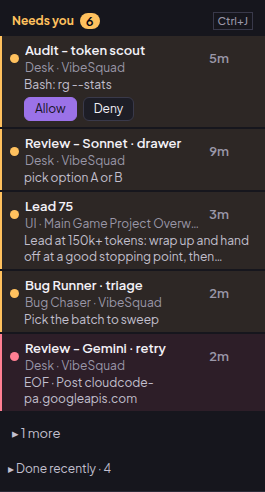 Needs you 6 Ctrl+J
Audit - token scout 5m
Desk · VibeSquad
Bash: rg --stats
Allow Deny
Review - Sonnet · drawer 9m
Desk · VibeSquad
pick option A or B
Lead 75 3m
UI · Main Game Project Overw...
Lead at 150k+ tokens: wrap up and hand
off at a good stopping point, then...
Bug Runner · triage 2m
Bug Chaser · VibeSquad
Pick the batch to sweep
Review - Gemini · retry 2m
Desk · VibeSquad
EOF · Post cloudcode-
pa.googleapis.com
▸ 1 more
▸ Done recently · 4